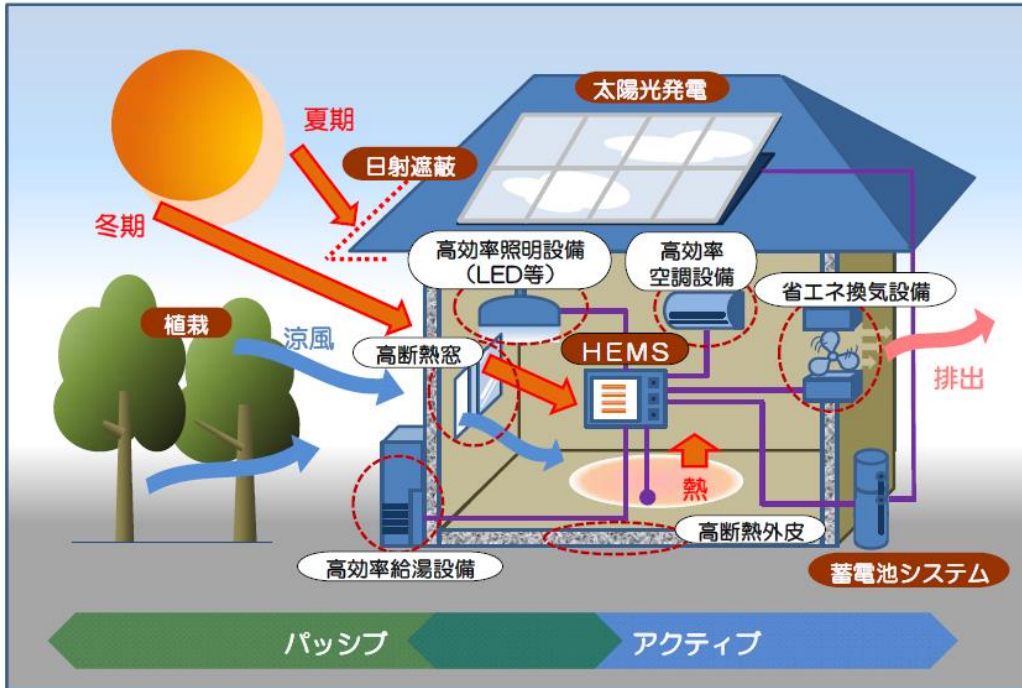 太陽光発電
夏期
日射遮蔽
冬期
高効率照明設備
(LED等)
高効率
空調設備
省エネ換気設備
植栽
涼風
高断熱窓
HEMS
排出
熱
高断熱外皮
高効率給湯設備
蓄電池システム
パッシブ
アクティブ